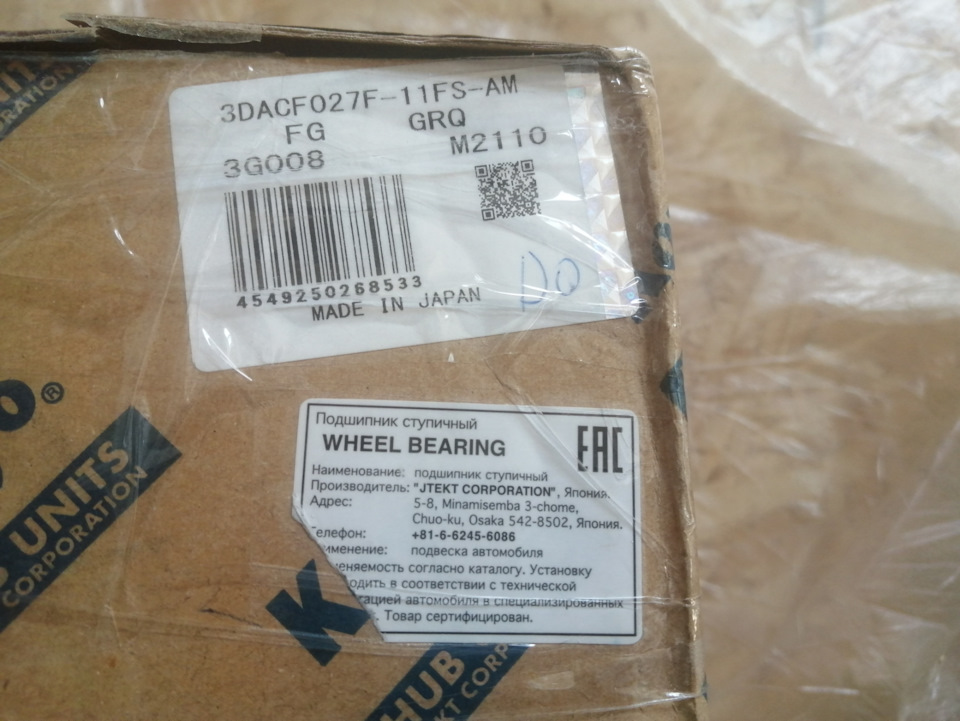 3DACF027F-11FS-AM
FG GRQ
3G008 M2110
4549250268533
MADE IN JAPAN
Подшипник ступичный
WHEEL BEARING
EAC
Наименование: подшипник ступичный
Производитель: "JTEKT CORPORATION", Япония.
Адрес: 5-8, Minamisemba 3-chome,
Chuo-ku, Osaka 542-8502, Япония.
елефон: +81-6-6245-6086
именение: подвеска автомобиля
еняемость согласно каталогу. Установку
одить в соответствии с технической
тацией автомобиля в специализированных
. Товар сертифицирован.
UNITS
CORPORATION
K
HUB